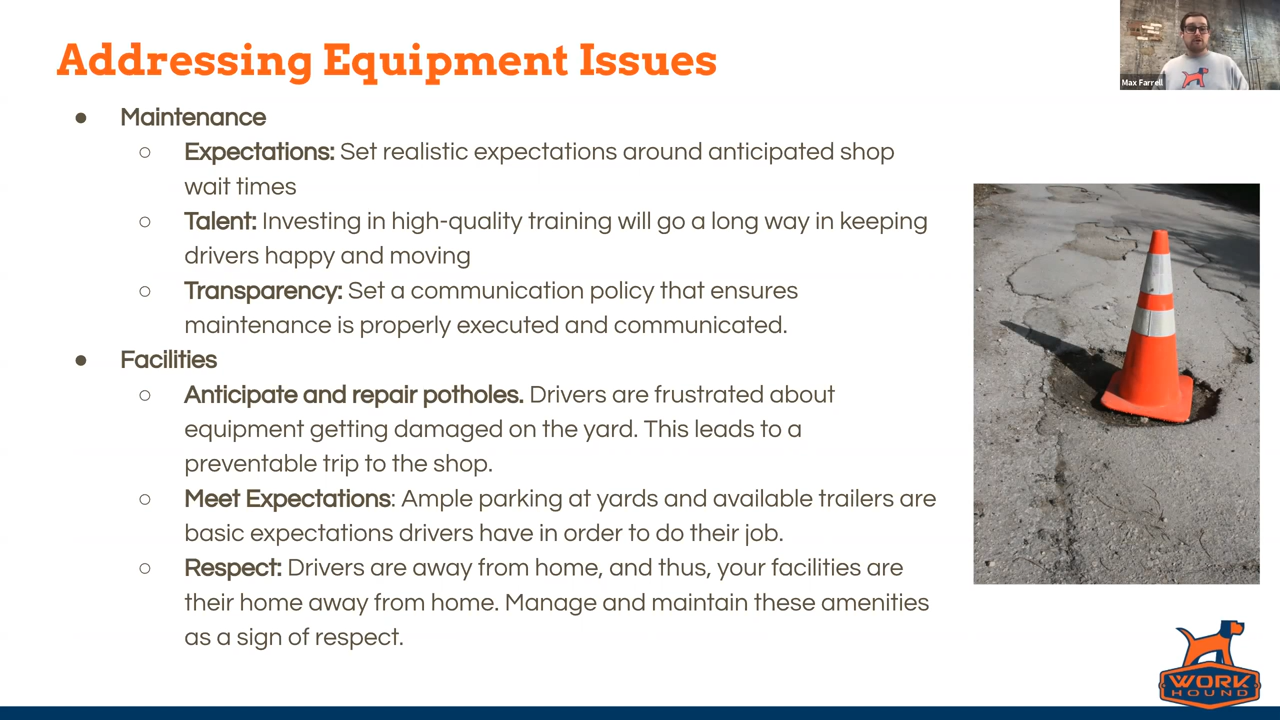 Addressing Equipment Issues
Max Farrell
● Maintenance
○ Expectations: Set realistic expectations around anticipated shop
wait times
○ Talent: Investing in high-quality training will go a long way in keeping
drivers happy and moving
○ Transparency: Set a communication policy that ensures
maintenance is properly executed and communicated.
● Facilities
○ Anticipate and repair potholes. Drivers are frustrated about
equipment getting damaged on the yard. This leads to a
preventable trip to the shop.
○ Meet Expectations: Ample parking at yards and available trailers are
basic expectations drivers have in order to do their job.
○ Respect: Drivers are away from home, and thus, your facilities are
their home away from home. Manage and maintain these amenities
as a sign of respect.
WORK
HOUND